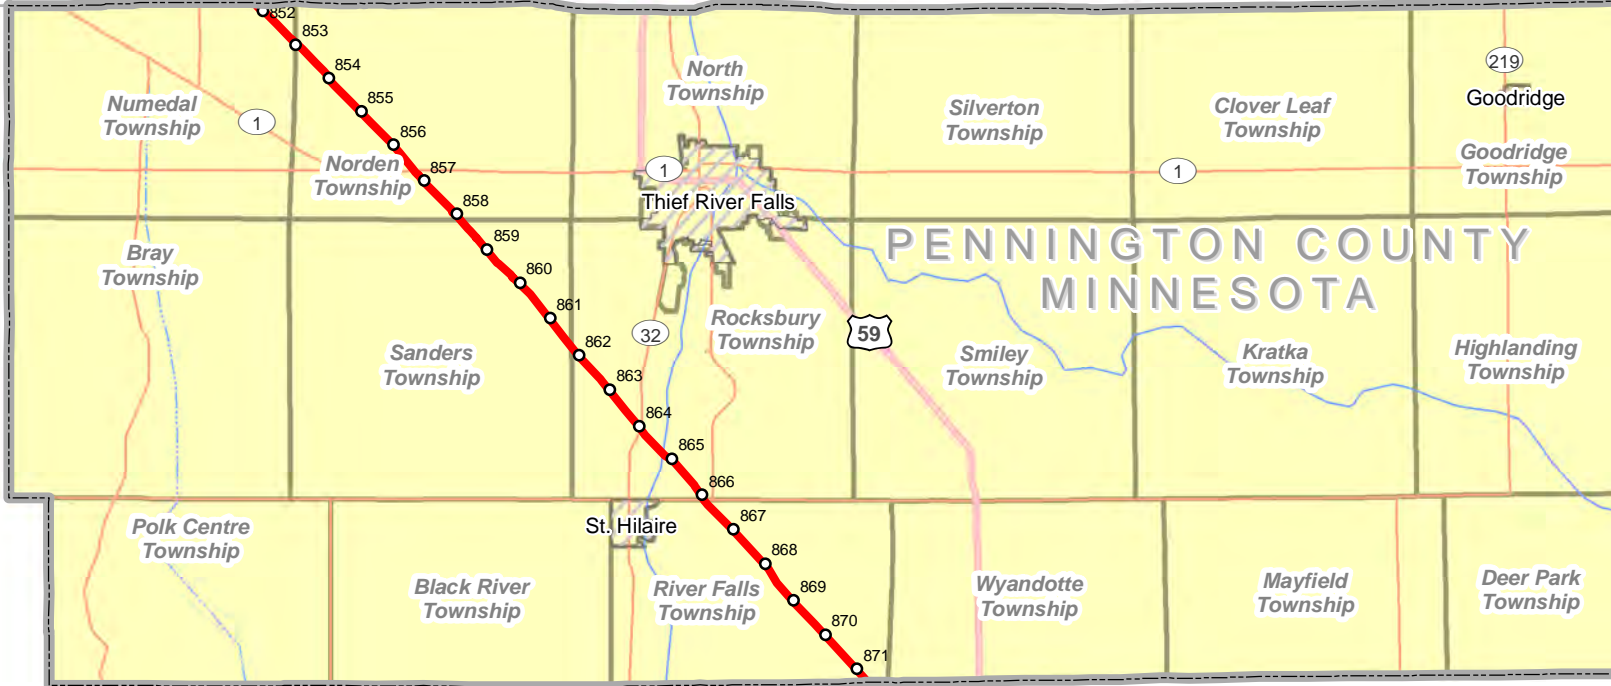 852
853
854
855
856
857
858
859
860
861
862
863
864
865
866
867
868
869
870
871
North
Township
219
Goodridge
Numedal
Township
1
Silverton
Township
Clover Leaf
Township
Norden
Township
1
1
Goodridge
Township
Thief River Falls
PENNINGTON COUNTY
MINNESOTA
Bray
Township
Sanders
Township
32
Rocksbury
Township
59
Smiley
Township
Kratka
Township
Highlanding
Township
Polk Centre
Township
St. Hilaire
Black River
Township
River Falls
Township
Wyandotte
Township
Mayfield
Township
Deer Park
Township